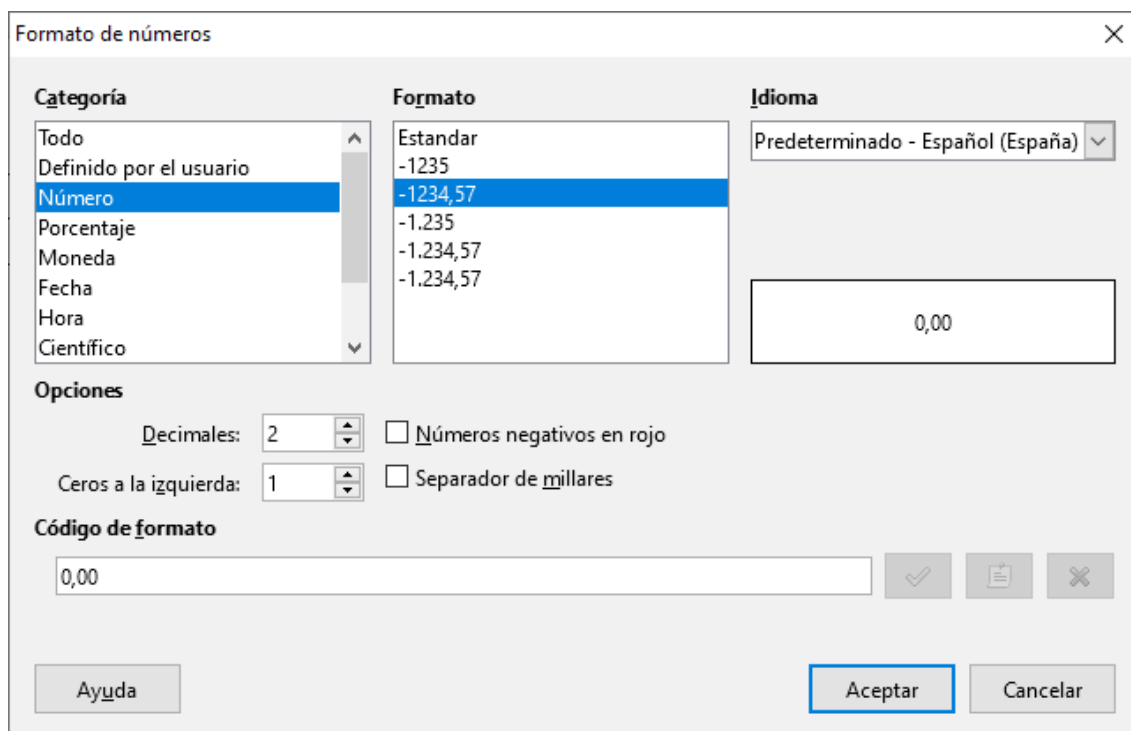 Formato de números
Categoría
Todo
Definido por el usuario
Número
Porcentaje
Moneda
Fecha
Hora
Científico
Formato
Estandar
-1235
-1234,57
-1.235
-1.234,57
-1.234,57
Idioma
Predeterminado - Español (España)
0,00
Opciones
Decimales: 2
Números negativos en rojo
Ceros a la izquierda: 1
Separador de millares
Código de formato
0,00
Ayuda
Aceptar
Cancelar